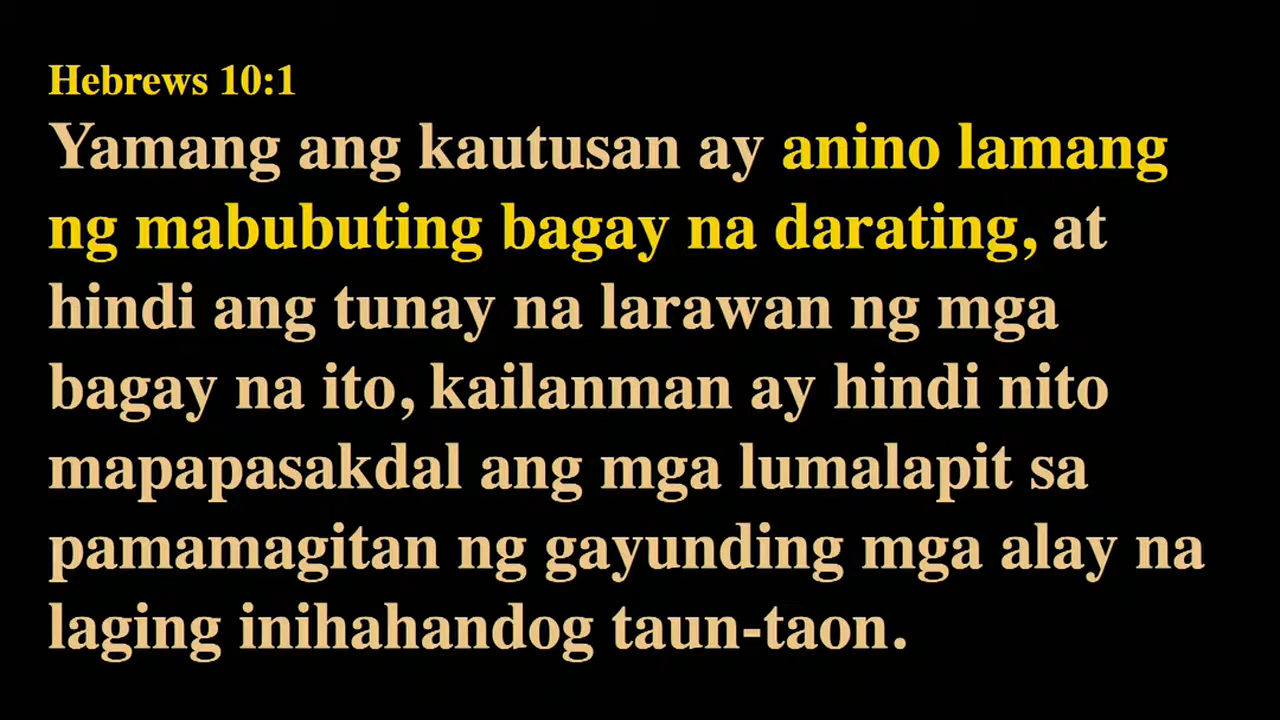 Hebrews 10:1
Yamang ang kautusan ay anino lamang
ng mabubuting bagay na darating, at
hindi ang tunay na larawan ng mga
bagay na ito, kailanman ay hindi nito
mapapasakdal ang mga lumalapit sa
pamamagitan ng gayunding mga alay na
laging inihahandog taun-taon.